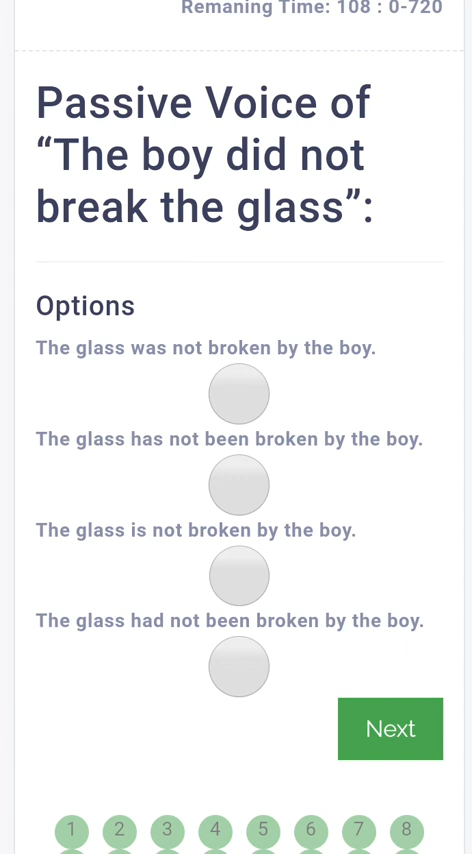 Remaning Time: 108 : 0-720
Passive Voice of
“The boy did not
break the glass”:
Options
The glass was not broken by the boy.
The glass has not been broken by the boy.
The glass is not broken by the boy.
The glass had not been broken by the boy.
Next
1 2 3 4 5 6 7 8